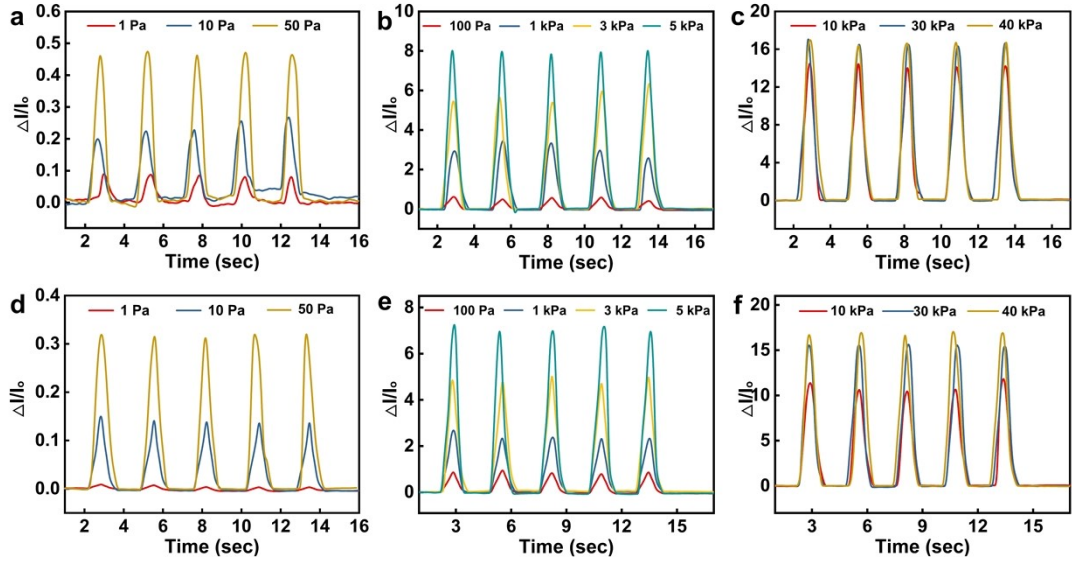 a
1 Pa 10 Pa 50 Pa
0.6
0.5
0.4
0.3
0.2
0.1
0.0
△I/I₀
2 4 6 8 10 12 14 16
Time (sec)
b
100 Pa 1 kPa 3 kPa 5 kPa
10
8
6
4
2
0
△I/I₀
2 4 6 8 10 12 14 16
Time (sec)
c
10 kPa 30 kPa 40 kPa
16
12
8
4
0
△I/I₀
2 4 6 8 10 12 14 16
Time (sec)
d
1 Pa 10 Pa 50 Pa
0.4
0.3
0.2
0.1
0.0
△I/I₀
2 4 6 8 10 12 14 16
Time (sec)
e
100 Pa 1 kPa 3 kPa 5 kPa
8
6
4
2
0
△I/I₀
3 6 9 12 15
Time (sec)
f
10 kPa 30 kPa 40 kPa
20
15
10
5
0
△I/I₀
3 6 9 12 15
Time (sec)